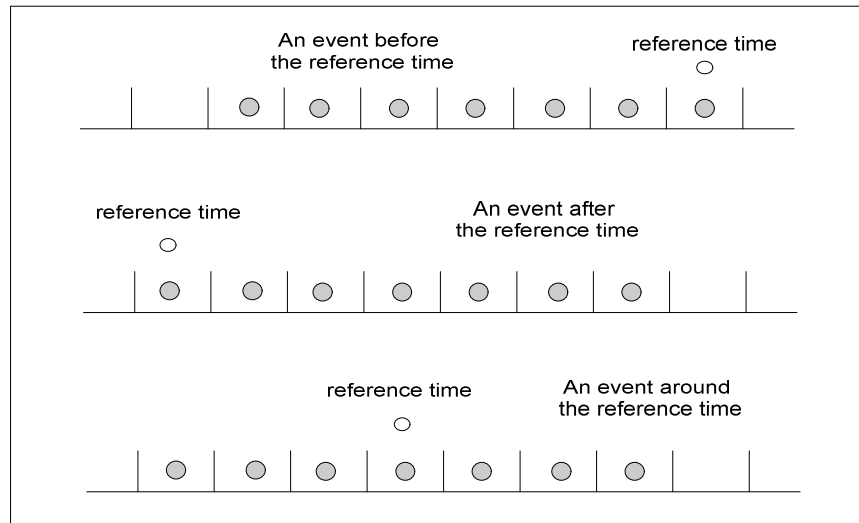 An event before
the reference time
reference time
reference time
An event after
the reference time
reference time
An event around
the reference time